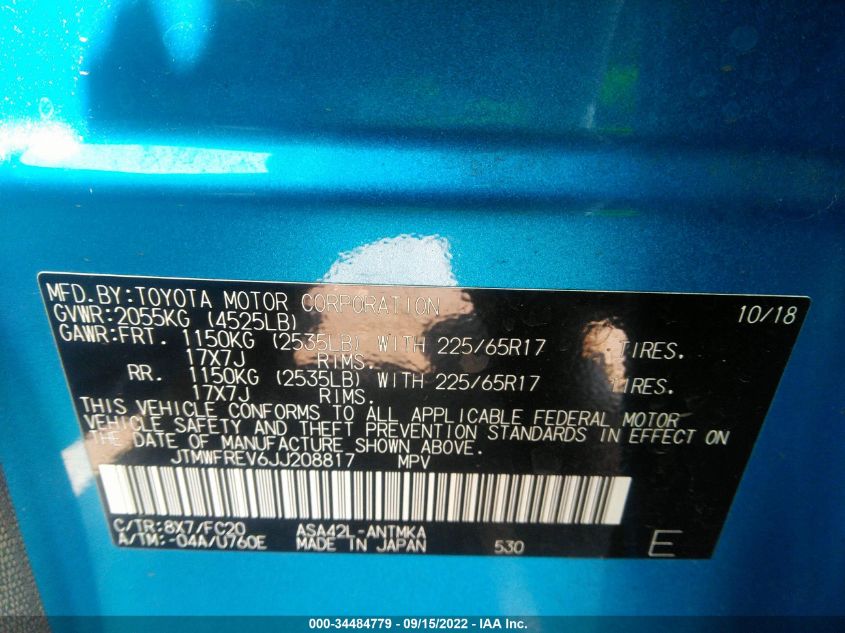 MFD.BY:TOYOTA MOTOR CORPORATION 10/18
GVWR:2055KG (4525LB)
GAWR:FRT. 1150KG (2535LB) WITH 225/65R17 TIRES.
17X7J RIMS.
RR. 1150KG (2535LB) WITH 225/65R17 TIRES.
17X7J RIMS.
THIS VEHICLE CONFORMS TO ALL APPLICABLE FEDERAL MOTOR
VEHICLE SAFETY AND THEFT PREVENTION STANDARDS IN EFFECT ON
THE DATE OF MANUFACTURE SHOWN ABOVE.
JTMWFREV6JJ208817 MPV
C/TR:8X7/FC20 ASA42L-ANTMKA
A/TM:-04A/U760E MADE IN JAPAN 530 E
000-34484779 - 09/15/2022 - IAA Inc.